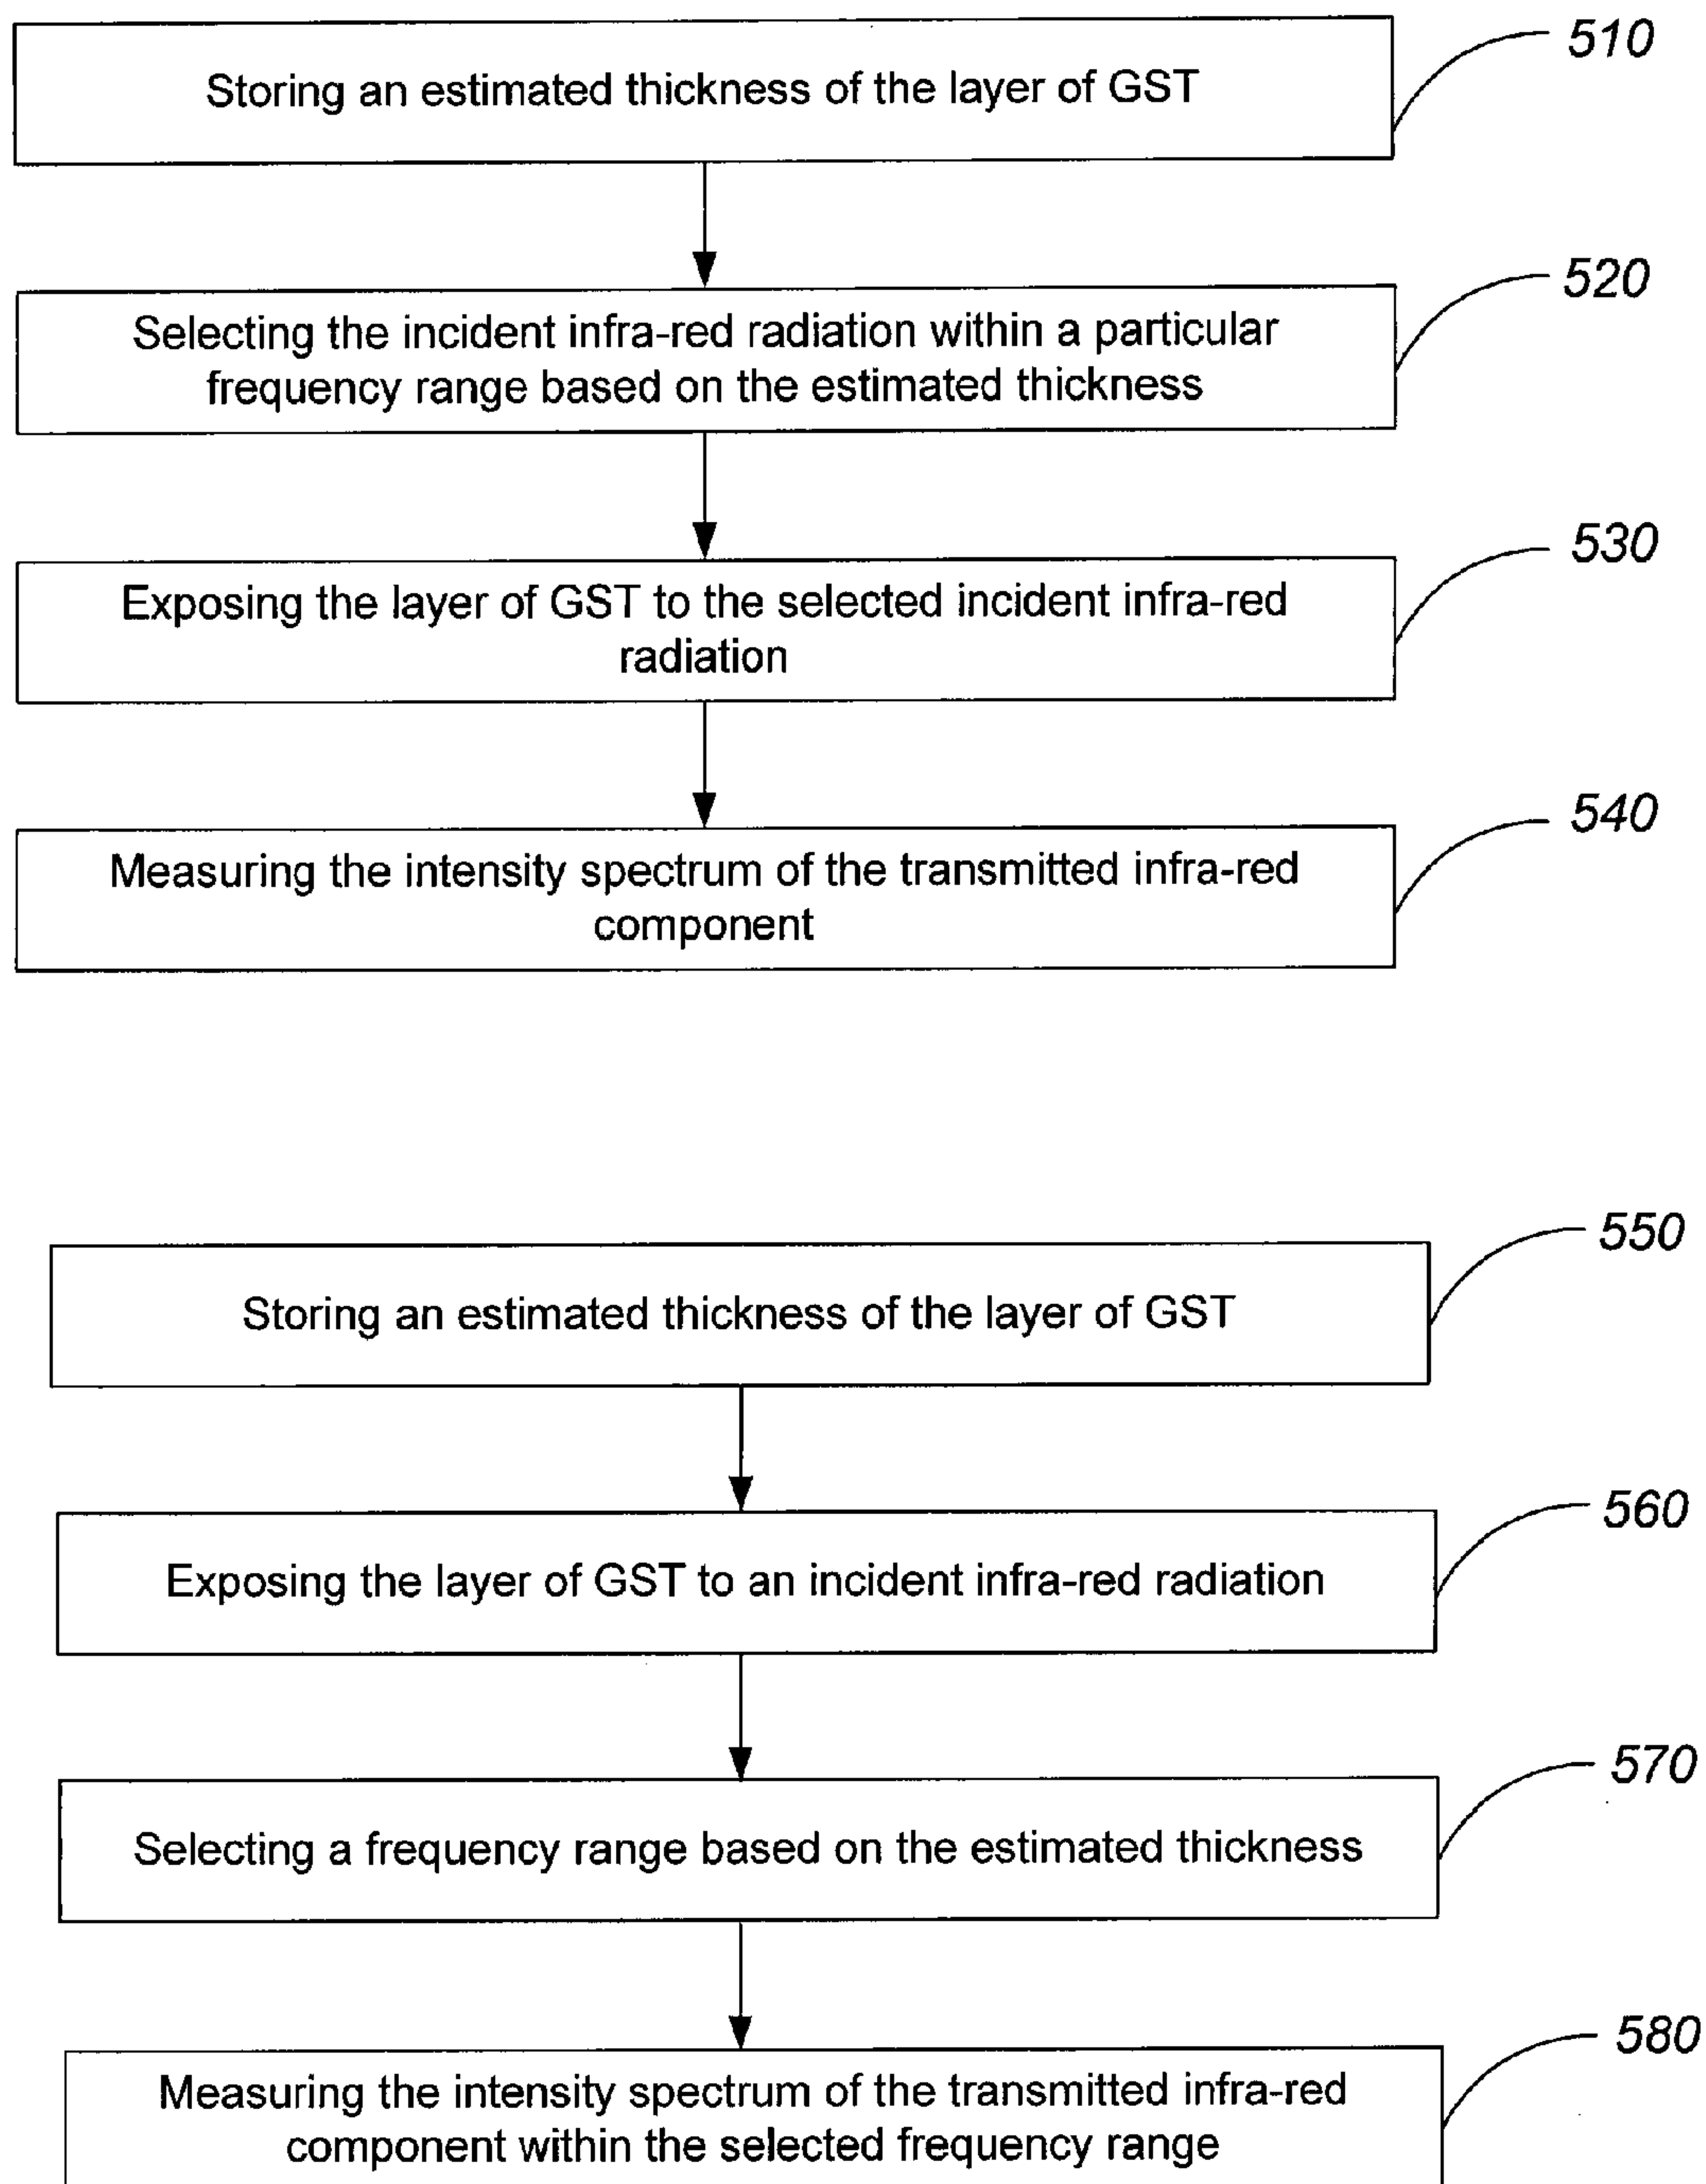 510
Storing an estimated thickness of the layer of GST
520
Selecting the incident infra-red radiation within a particular
frequency range based on the estimated thickness
530
Exposing the layer of GST to the selected incident infra-red
radiation
540
Measuring the intensity spectrum of the transmitted infra-red
component
550
Storing an estimated thickness of the layer of GST
560
Exposing the layer of GST to an incident infra-red radiation
570
Selecting a frequency range based on the estimated thickness
580
Measuring the intensity spectrum of the transmitted infra-red
component within the selected frequency range